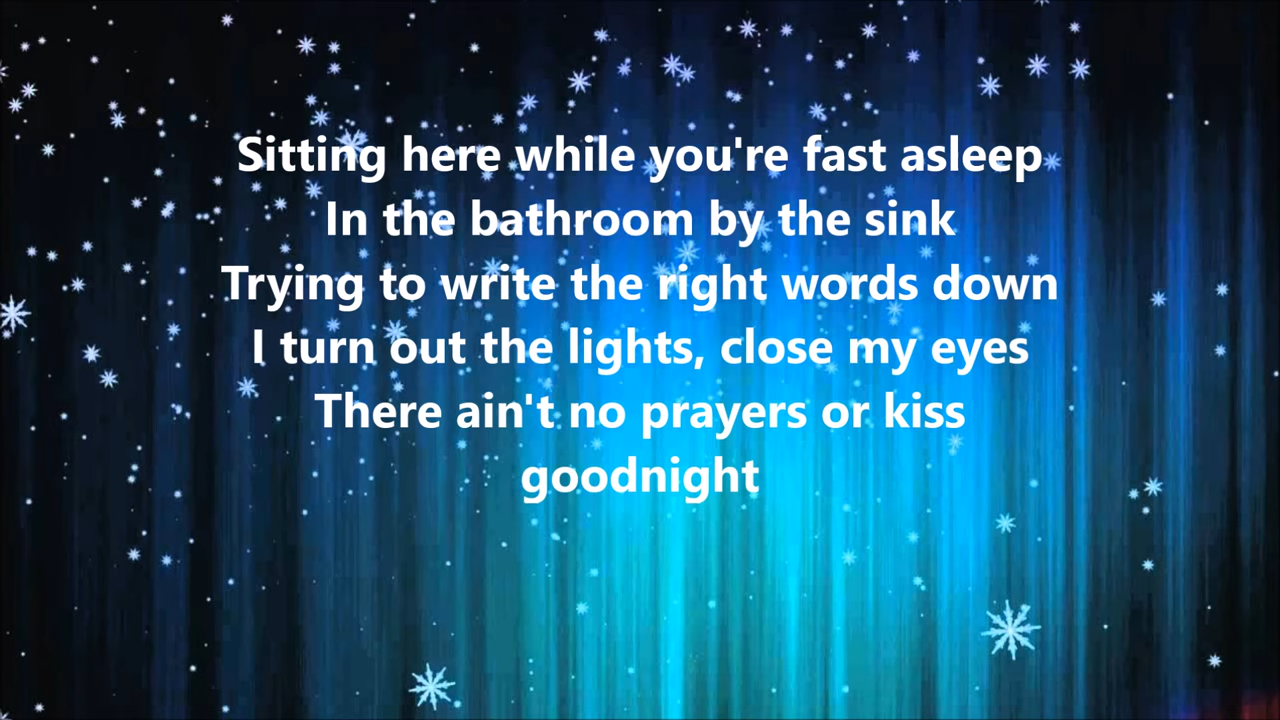 Sitting here while you're fast asleep
In the bathroom by the sink
Trying to write the right words down
I turn out the lights, close my eyes
There ain't no prayers or kiss
goodnight